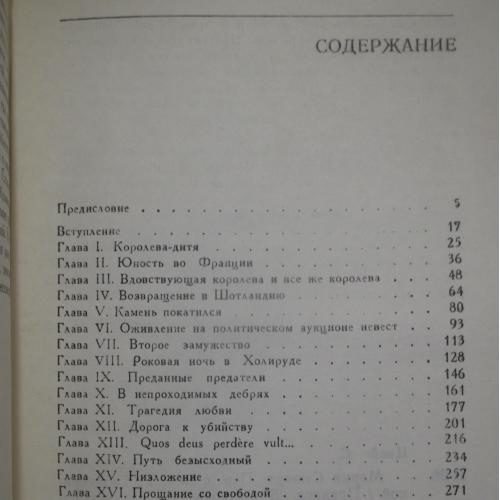 СОДЕРЖАНИЕ
Предисловие . . . . . . . . . . . . . . . 5
Вступление . . . . . . . . . . . . . . . 17
Глава I. Королева-дитя . . . . . . . . . . . 25
Глава II. Юность во Франции . . . . . . . . . 36
Глава III. Вдовствующая королева и все же королева . . . . 48
Глава IV. Возвращение в Шотландию . . . . . . . 64
Глава V. Камень покатился . . . . . . . . . . 80
Глава VI. Оживление на политическом аукционе невест . . . 93
Глава VII. Второе замужество . . . . . . . . . 113
Глава VIII. Роковая ночь в Холируде . . . . . . . 128
Глава IX. Преданные предатели . . . . . . . . 146
Глава X. В непроходимых дебрях . . . . . . . . 161
Глава XI. Трагедия любви . . . . . . . . . . 177
Глава XII. Дорога к убийству . . . . . . . . . 201
Глава XIII. Quos deus perdère vult... . . . . . . . 216
Глава XIV. Путь безысходный . . . . . . . . . 234
Глава XV. Низложение . . . . . . . . . . . 257
Глава XVI. Прощание со свободой . . . . . . . . 271